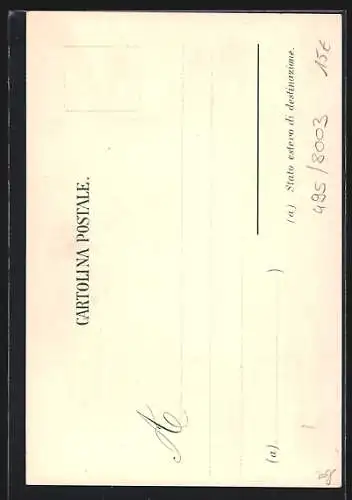 CARTOLINA POSTALE.
A
(a) )
(a) Stato estero di destinazione.
495/8003 15€